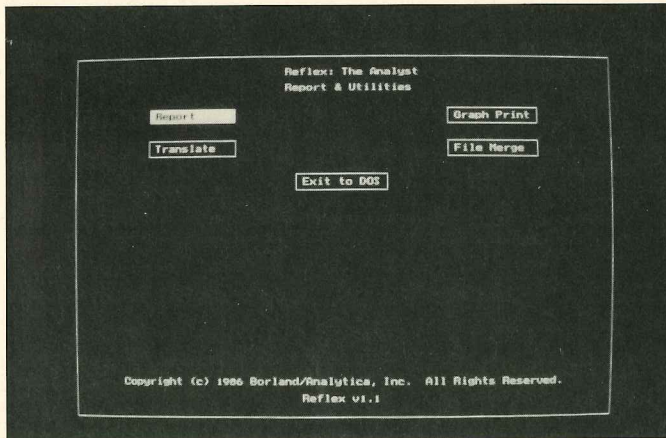 Reflex: The Analyst
Report & Utilities
Report
Graph Print
Translate
File Merge
Exit to DOS
Copyright (c) 1986 Borland/Analytica, Inc. All Rights Reserved.
Reflex v1.1